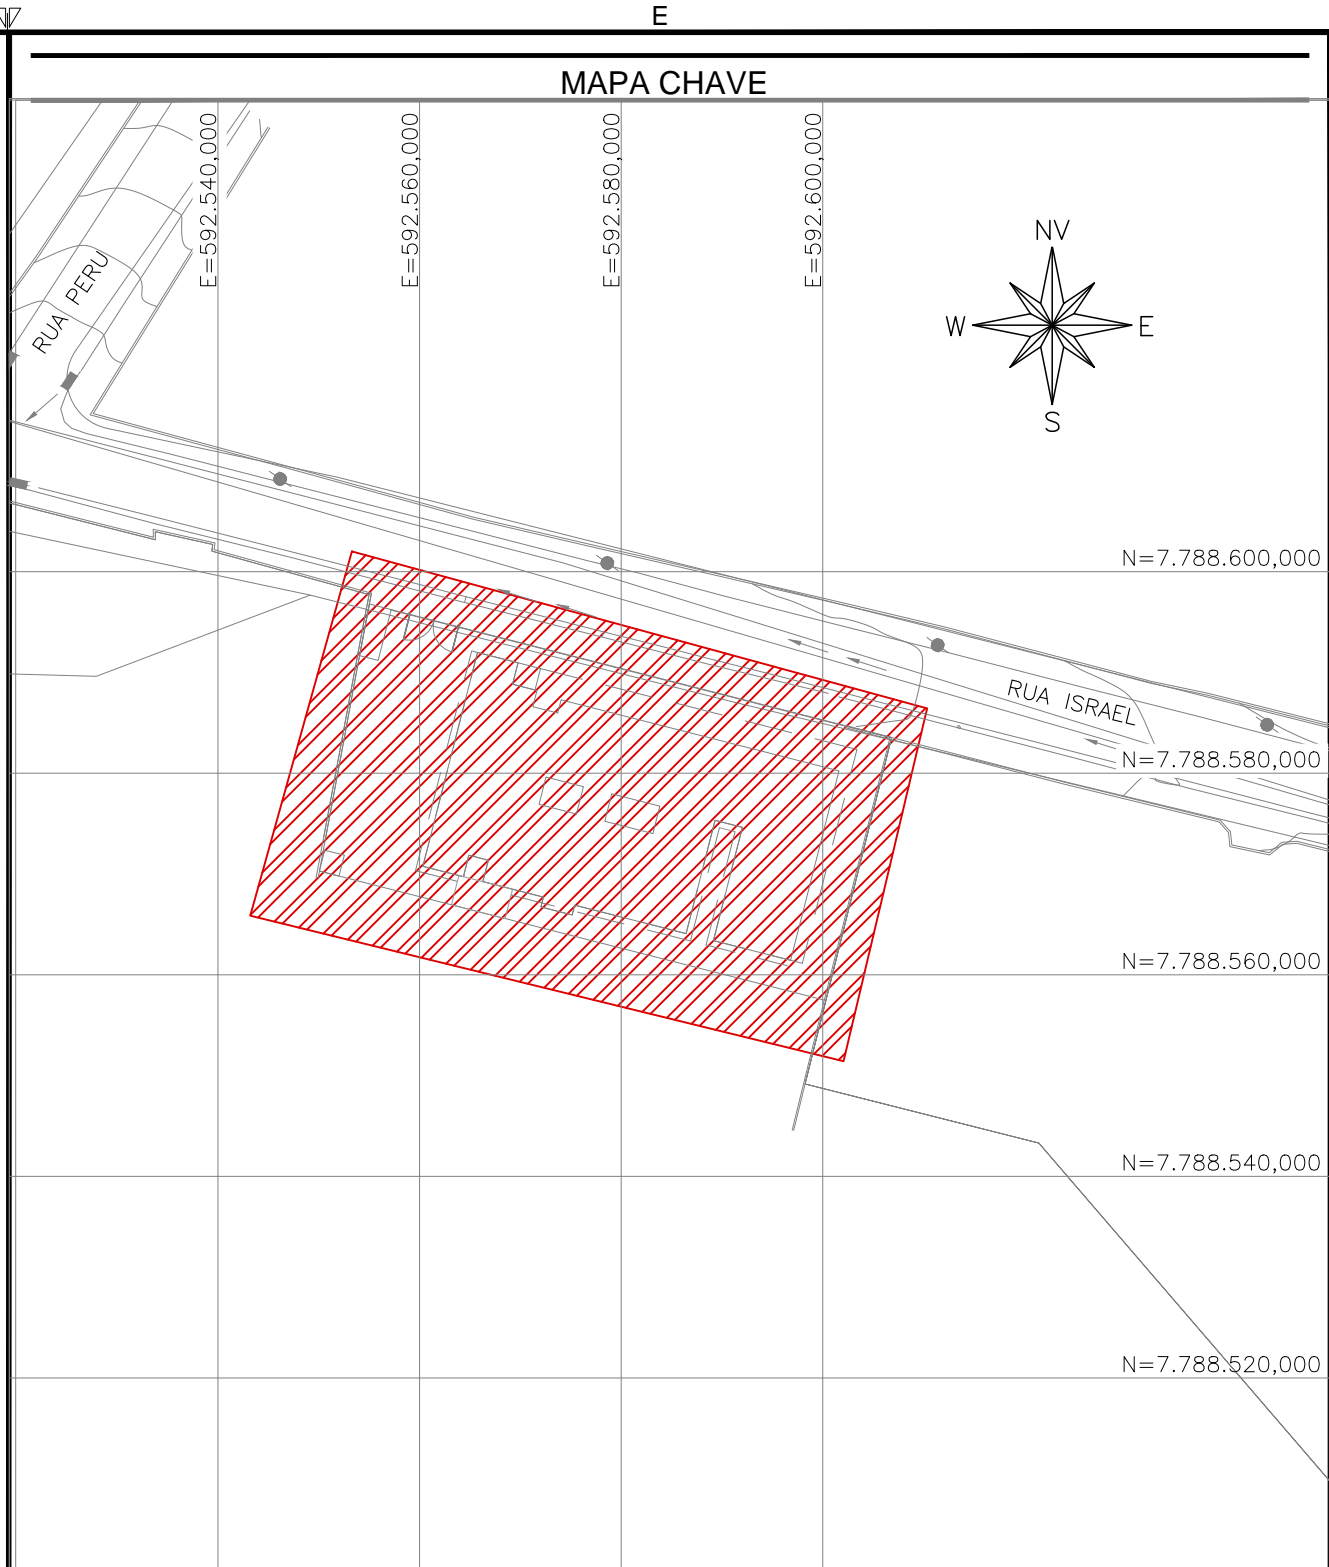 E
MAPA CHAVE
E=592.540,000
E=592.560,000
E=592.580,000
E=592.600,000
RUA PERU
NV
W
E
S
N=7.788.600,000
RUA ISRAEL
N=7.788.580,000
N=7.788.560,000
N=7.788.540,000
N=7.788.520,000